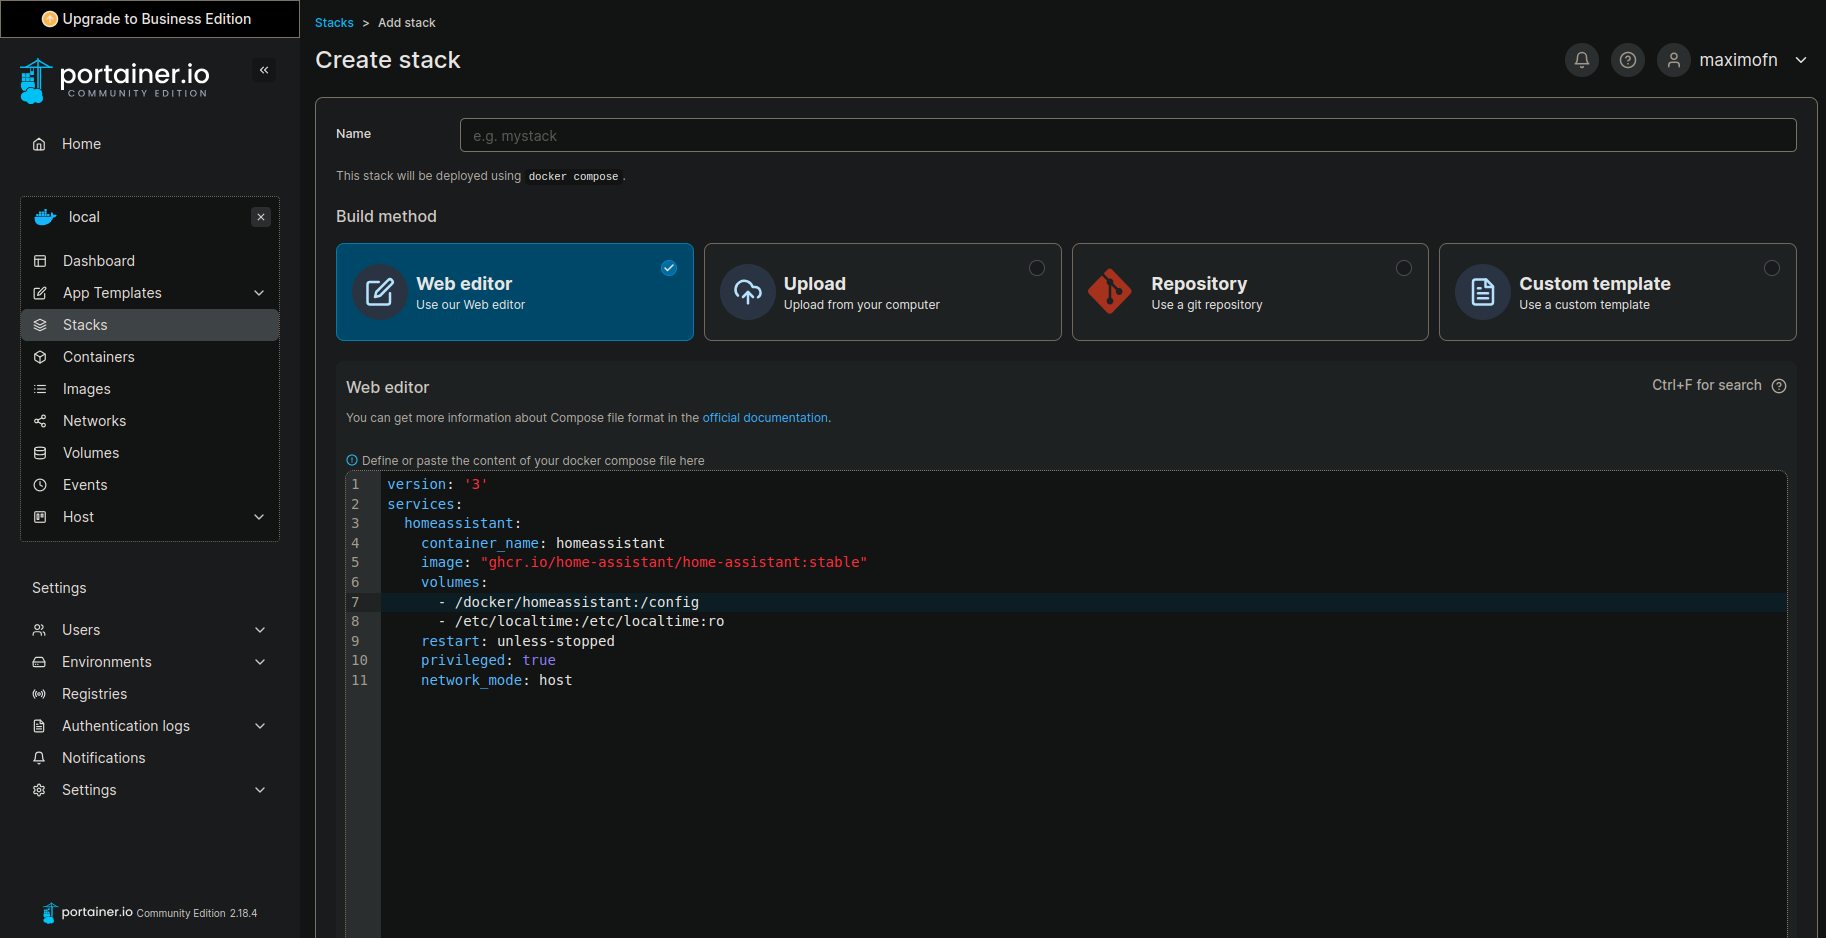 Upgrade to Business Edition
portainer.io
COMMUNITY EDITION
Home
local
Dashboard
App Templates
Stacks
Containers
Images
Networks
Volumes
Events
Host
Settings
Users
Environments
Registries
Authentication logs
Notifications
Settings
portainer.io Community Edition 2.18.4
Stacks > Add stack
Create stack
maximofn
Name
e.g. mystack
This stack will be deployed using docker compose.
Build method
Web editor
Use our Web editor
Upload
Upload from your computer
Repository
Use a git repository
Custom template
Use a custom template
Web editor
Ctrl+F for search
You can get more information about Compose file format in the official documentation.
Define or paste the content of your docker compose file here
1 version: '3'
2 services:
3   homeassistant:
4     container_name: homeassistant
5     image: "ghcr.io/home-assistant/home-assistant:stable"
6     volumes:
7       - /docker/homeassistant:/config
8       - /etc/localtime:/etc/localtime:ro
9     restart: unless-stopped
10     privileged: true
11     network_mode: host